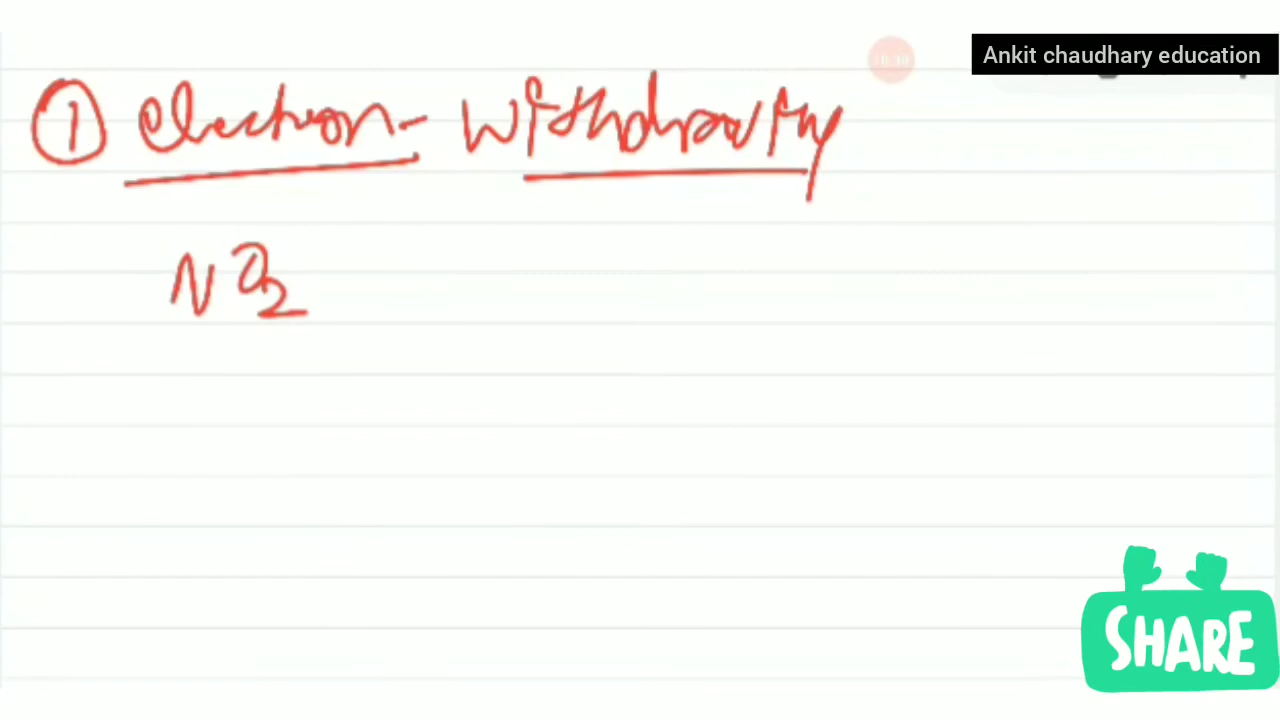 Ankit chaudhary education
① electron- withdrawing
NO2
SHARE